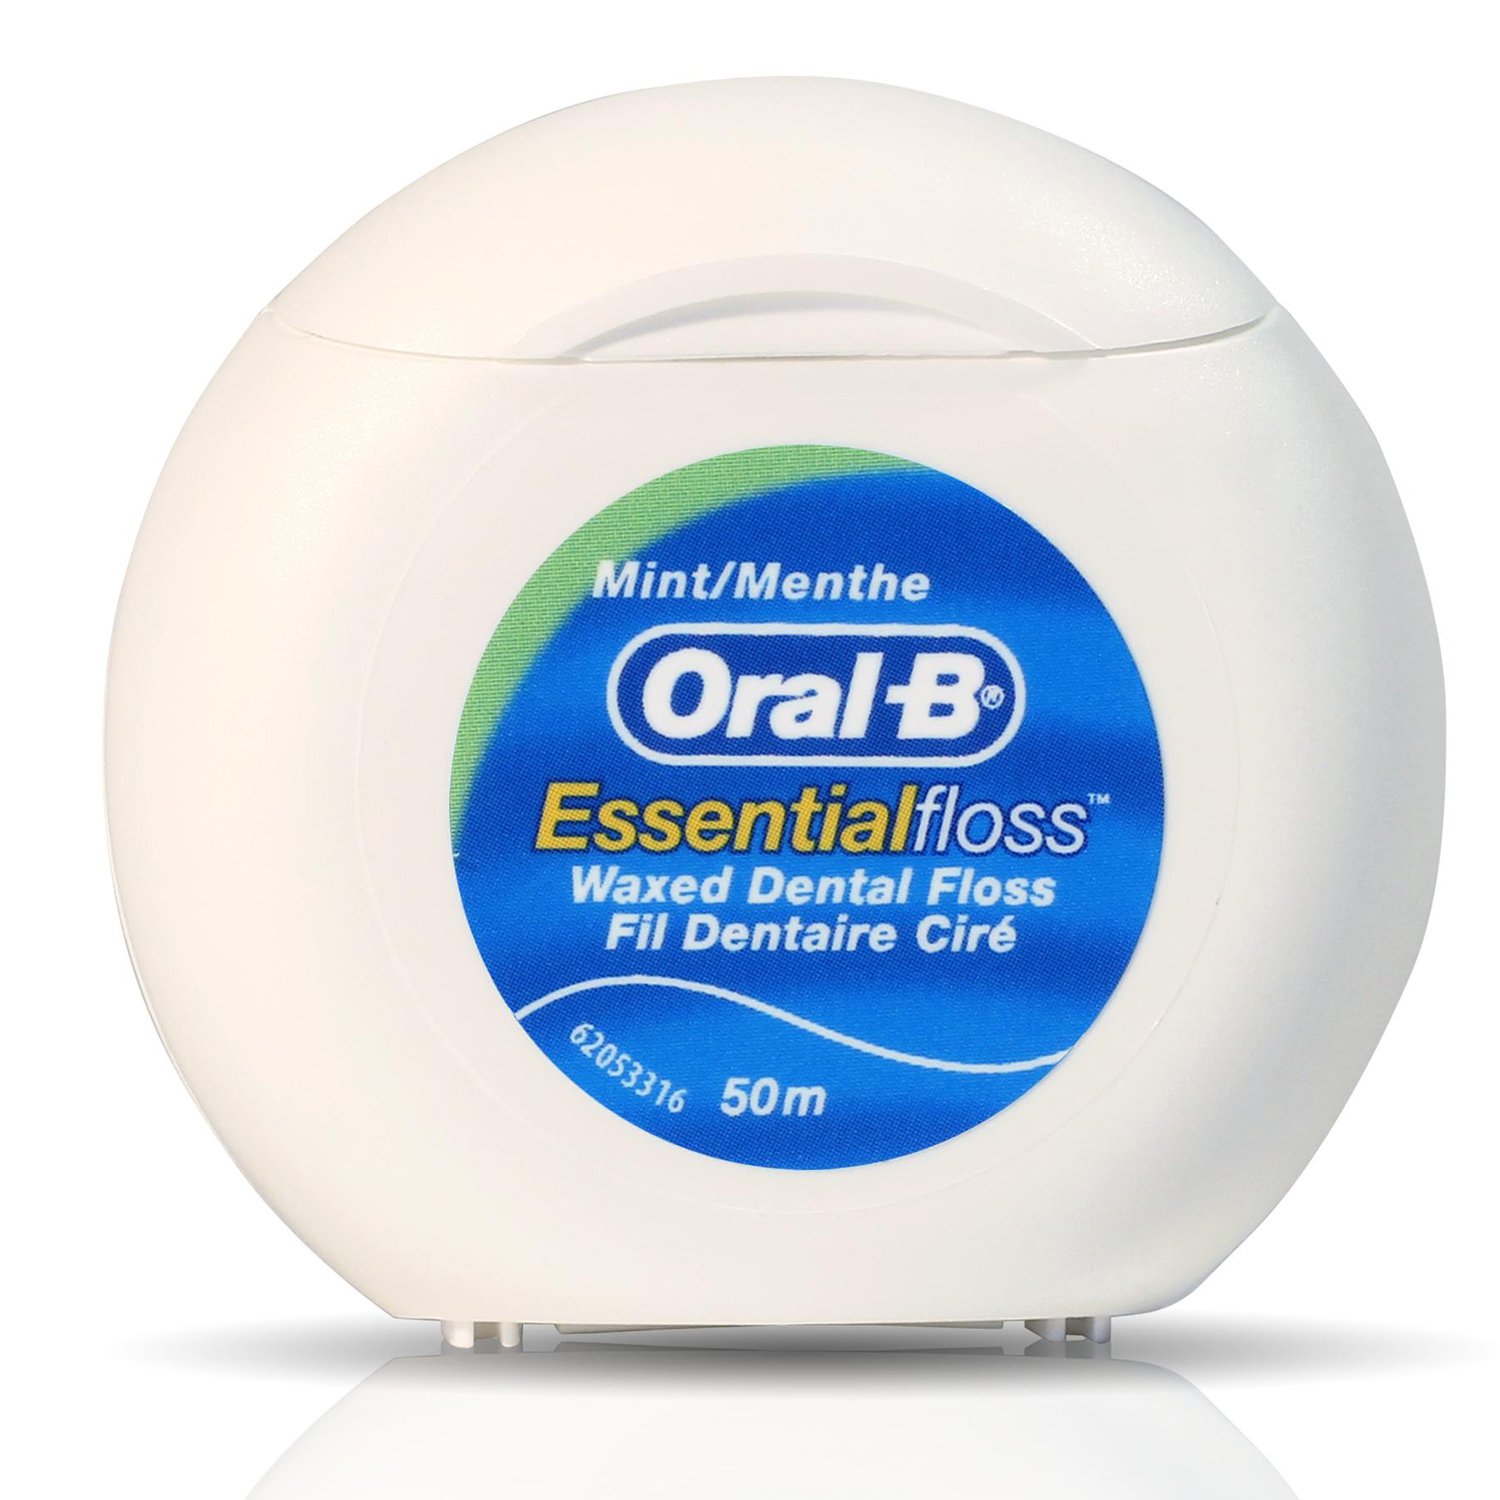 Mint/Menthe
Oral-B®
Essentialfloss™
Waxed Dental Floss
Fil Dentaire Ciré
62053316
50m